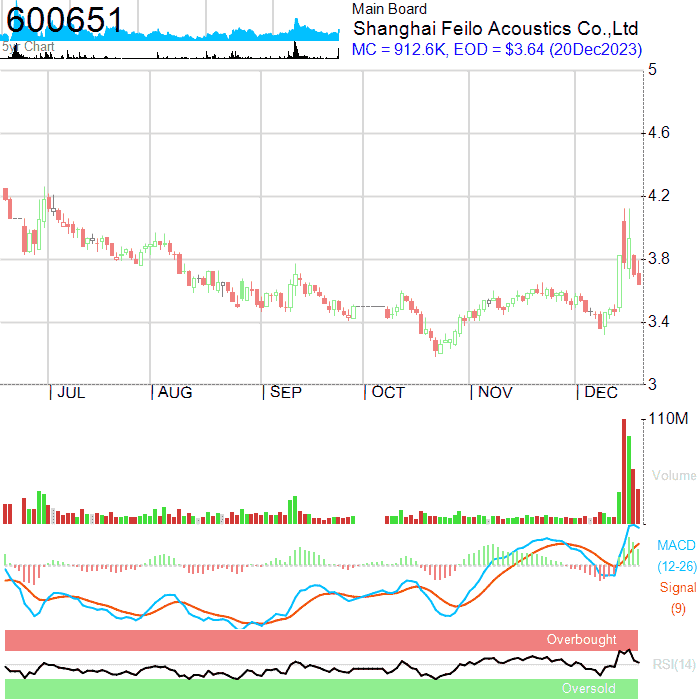 600651
5yr Chart
Main Board
Shanghai Feilo Acoustics Co.,Ltd
MC = 912.6K, EOD = $3.64 (20Dec2023)
5
4.6
4.2
3.8
3.4
3
JUL
AUG
SEP
OCT
NOV
DEC
110M
Volume
MACD
(12-26)
Signal
(9)
Overbought
RSI(14)
Oversold